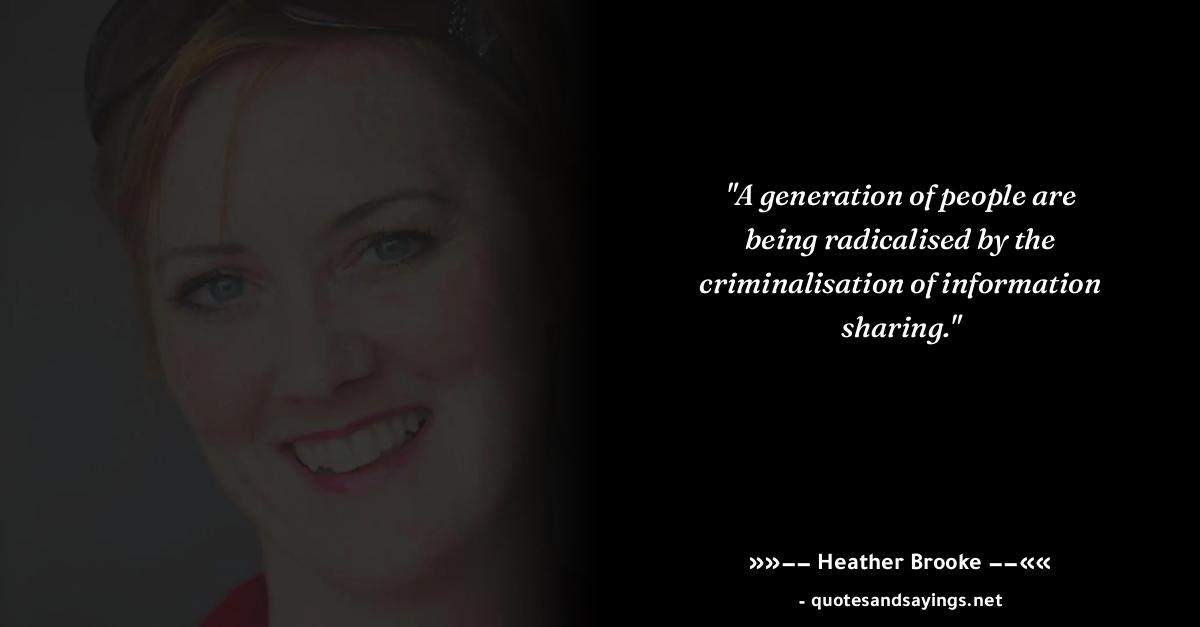 "A generation of people are
being radicalised by the
criminalisation of information
sharing."
»»−− Heather Brooke −−««
- quotesandsayings.net